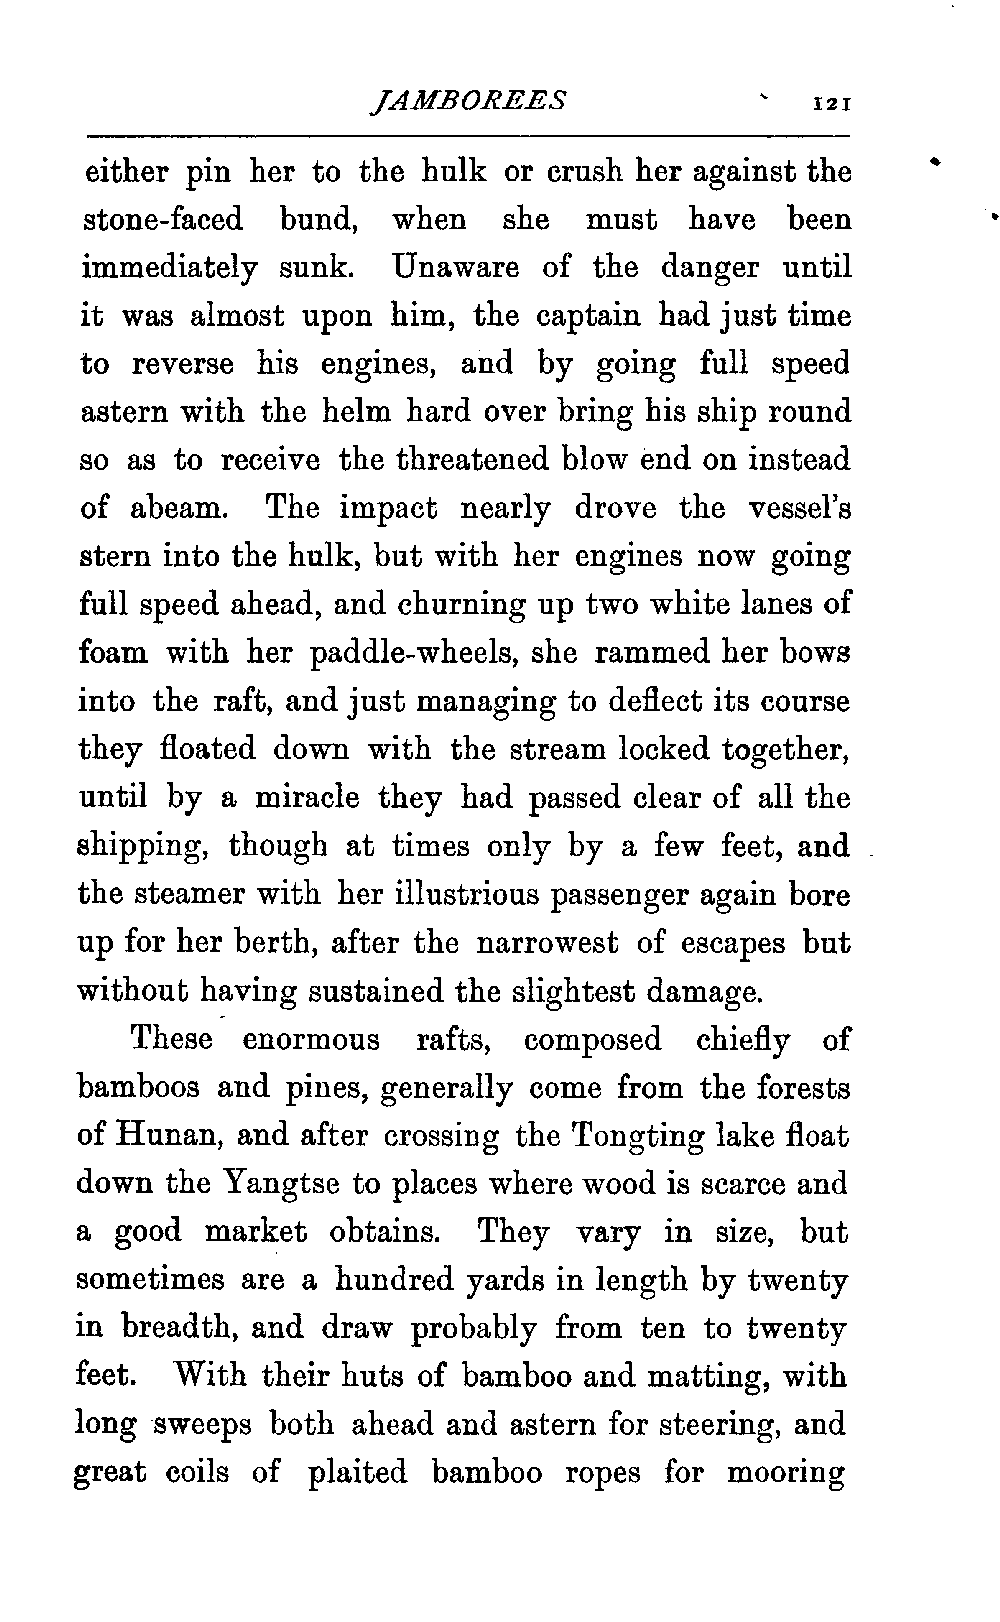 JAMBOREES 121
either pin her to the hulk or crush her against the
stone-faced bund, when she must have been
immediately sunk. Unaware of the danger until
it was almost upon him, the captain had just time
to reverse his engines, and by going full speed
astern with the helm hard over bring his ship round
so as to receive the threatened blow end on instead
of abeam. The impact nearly drove the vessel's
stern into the hulk, but with her engines now going
full speed ahead, and churning up two white lanes of
foam with her paddle-wheels, she rammed her bows
into the raft, and just managing to deflect its course
they floated down with the stream locked together,
until by a miracle they had passed clear of all the
shipping, though at times only by a few feet, and
the steamer with her illustrious passenger again bore
up for her berth, after the narrowest of escapes but
without having sustained the slightest damage.
These enormous rafts, composed chiefly of
bamboos and pines, generally come from the forests
of Hunan, and after crossing the Tongting lake float
down the Yangtse to places where wood is scarce and
a good market obtains. They vary in size, but
sometimes are a hundred yards in length by twenty
in breadth, and draw probably from ten to twenty
feet. With their huts of bamboo and matting, with
long sweeps both ahead and astern for steering, and
great coils of plaited bamboo ropes for mooring